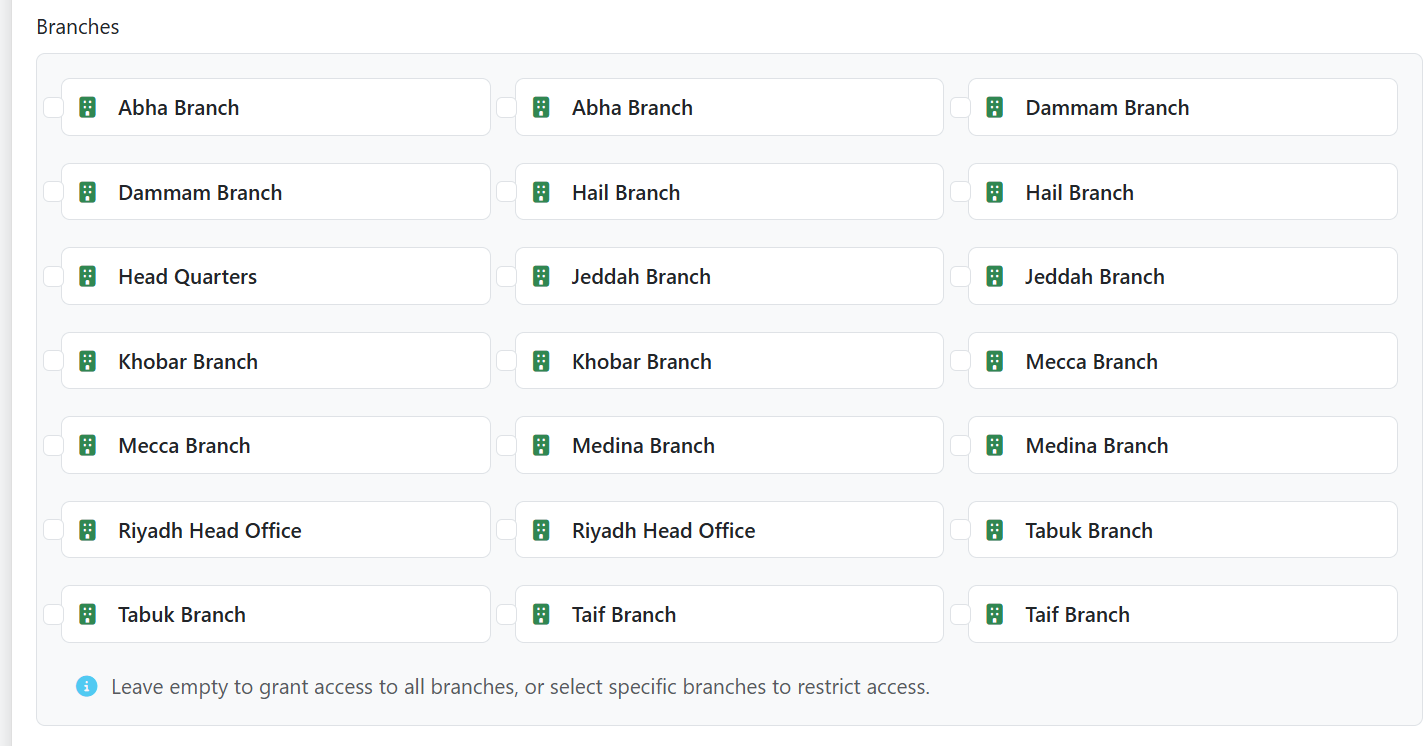 Branches
Abha Branch
Abha Branch
Dammam Branch
Dammam Branch
Hail Branch
Hail Branch
Head Quarters
Jeddah Branch
Jeddah Branch
Khobar Branch
Khobar Branch
Mecca Branch
Mecca Branch
Medina Branch
Medina Branch
Riyadh Head Office
Riyadh Head Office
Tabuk Branch
Tabuk Branch
Taif Branch
Taif Branch
Leave empty to grant access to all branches, or select specific branches to restrict access.